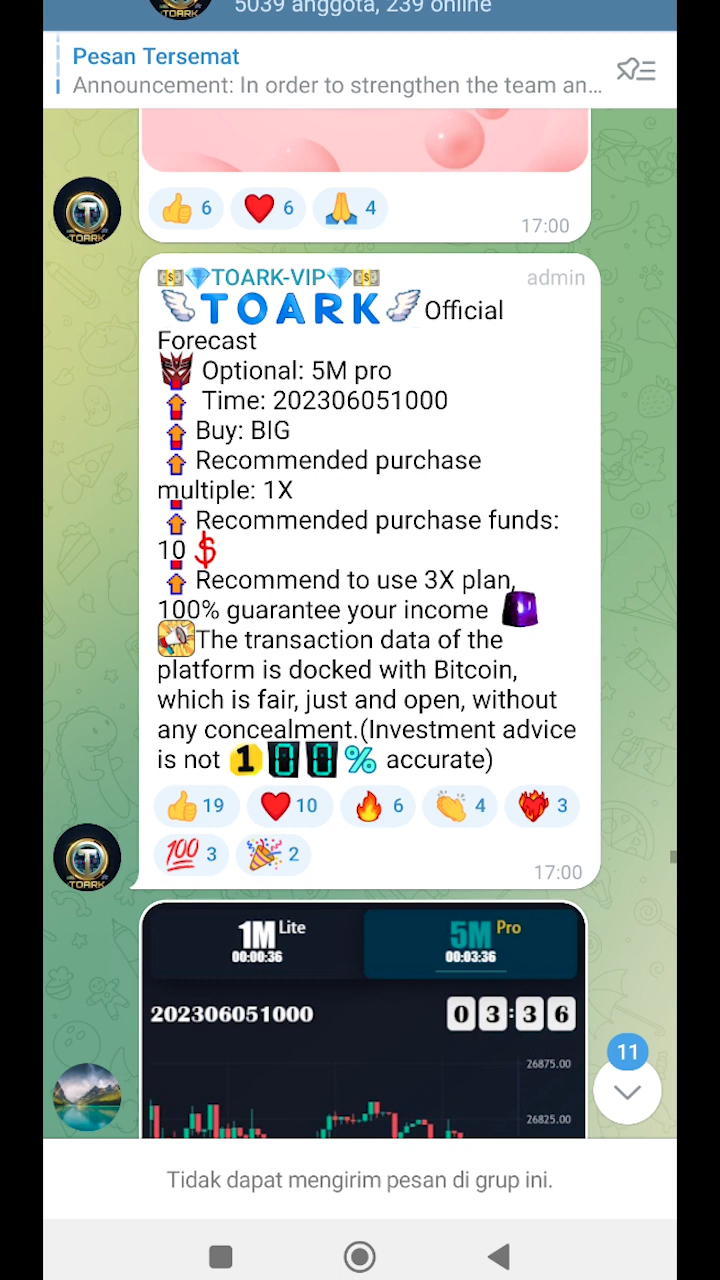 5039 anggota, 239 online
Pesan Tersemat
Announcement: In order to strengthen the team an...
👍 6 ❤️ 6 🙏 4
17:00
TOARK
💵💎TOARK-VIP💎💵 admin
TOARK Official
Forecast
Optional: 5M pro
Time: 202306051000
Buy: BIG
Recommended purchase
multiple: 1X
Recommended purchase funds:
10 $
Recommend to use 3X plan,
100% guarantee your income
The transaction data of the
platform is docked with Bitcoin,
which is fair, just and open, without
any concealment.(Investment advice
is not 100% accurate)
👍 19 ❤️ 10 🔥 6 👏 4 ❤️‍🔥 3
💯 3 🎉 2
17:00
TOARK
1M Lite 5M Pro
00:00:36 00:03:36
202306051000 03:36
26875.00
26825.00
11
Tidak dapat mengirim pesan di grup ini.